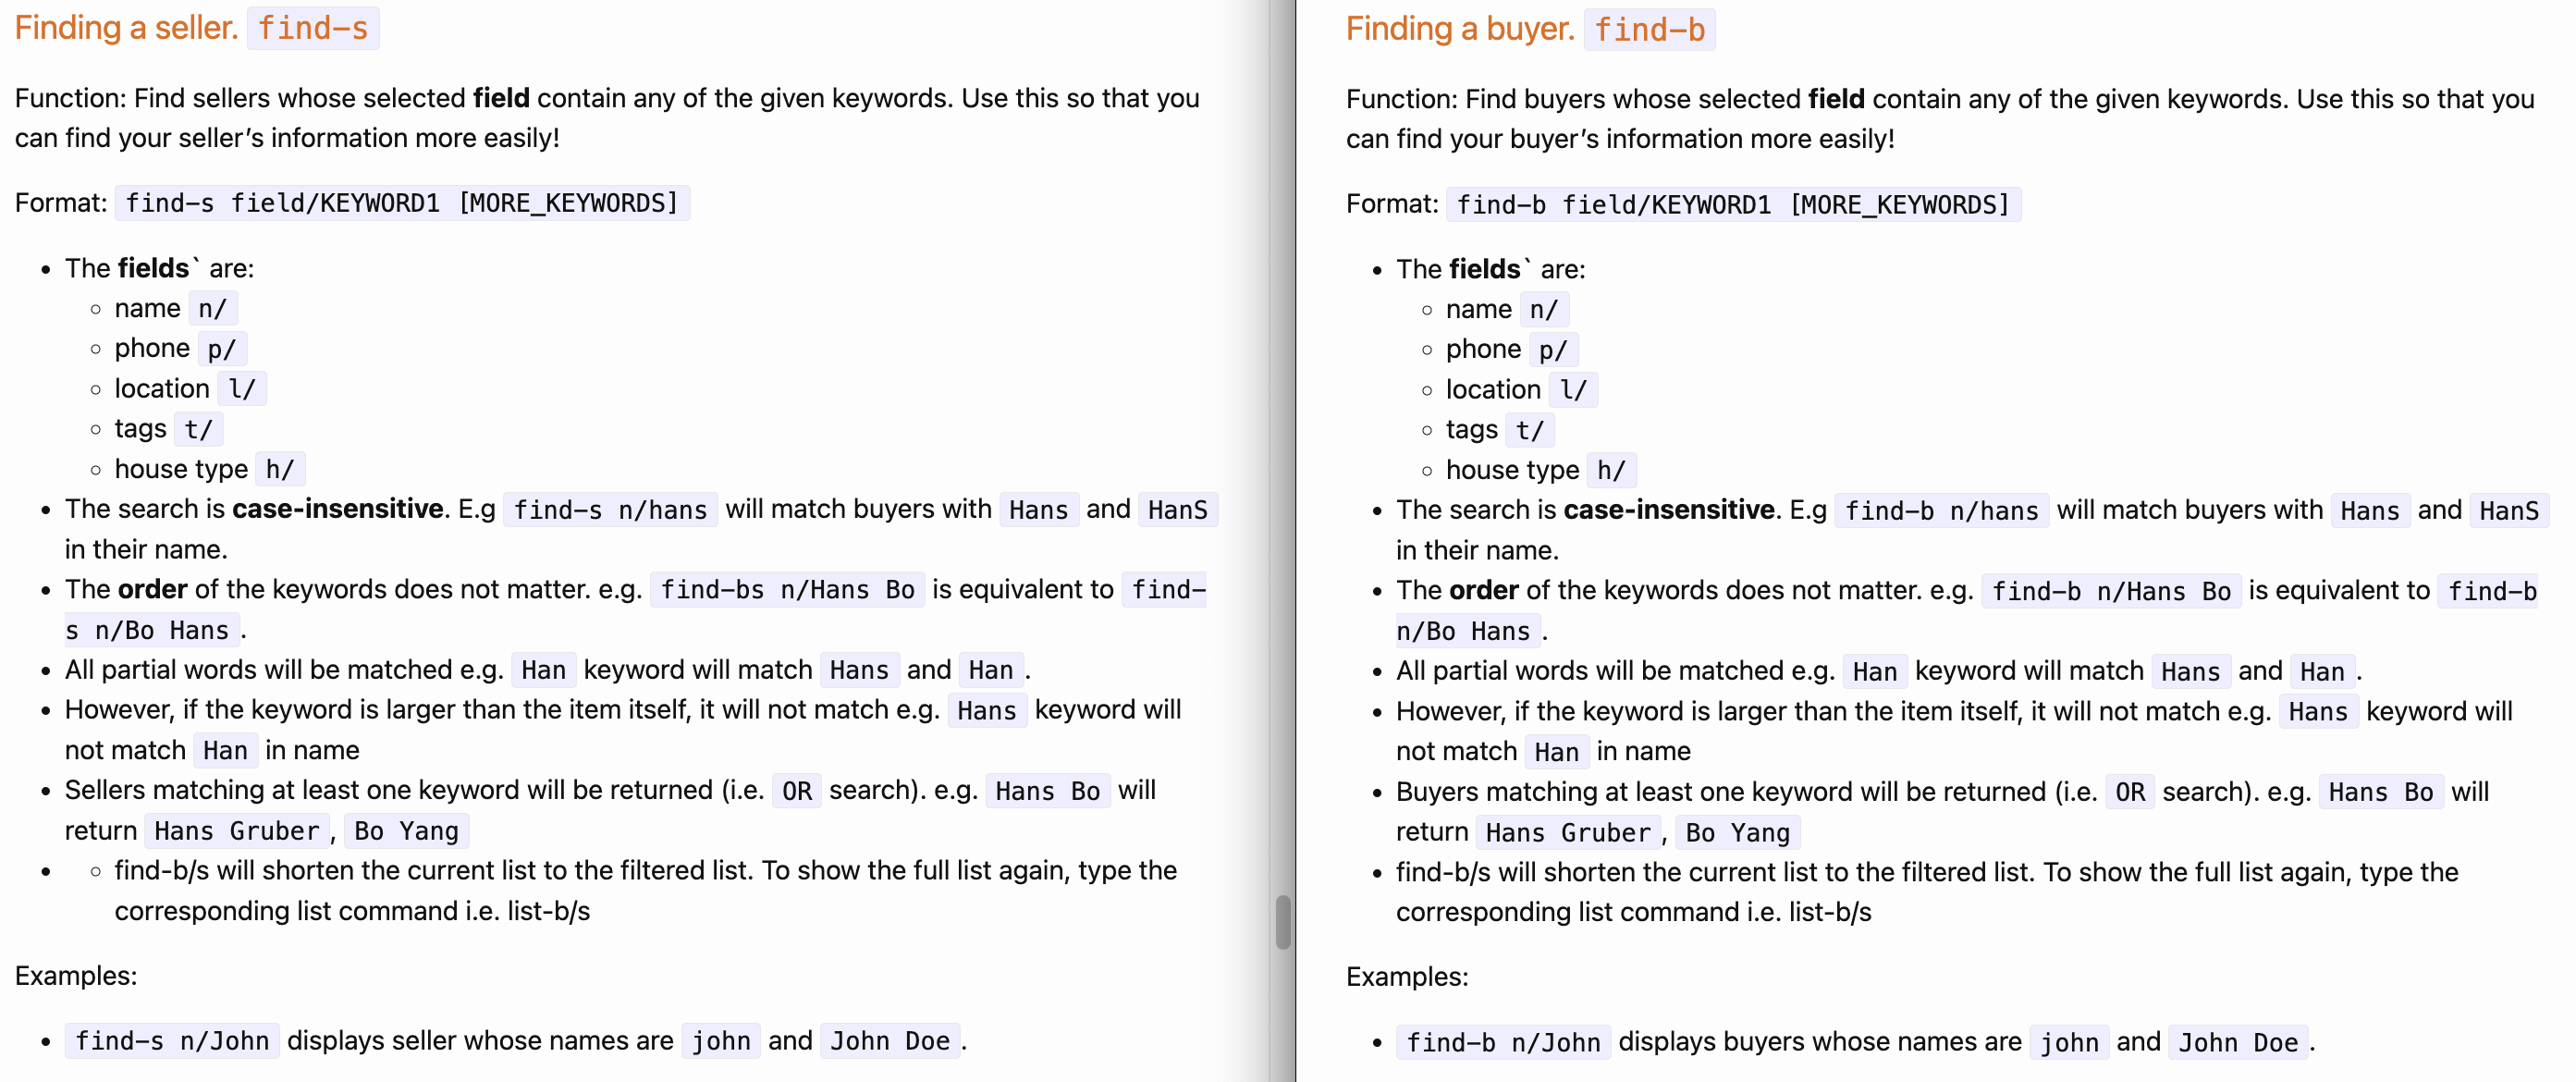 Finding a seller. find-s
Function: Find sellers whose selected field contain any of the given keywords. Use this so that you
can find your seller’s information more easily!
Format: find-s field/KEYWORD1 [MORE_KEYWORDS]
• The fields` are:
◦ name n/
◦ phone p/
◦ location l/
◦ tags t/
◦ house type h/
• The search is case-insensitive. E.g find-s n/hans will match buyers with Hans and HanS
in their name.
• The order of the keywords does not matter. e.g. find-bs n/Hans Bo is equivalent to find-
s n/Bo Hans.
• All partial words will be matched e.g. Han keyword will match Hans and Han.
• However, if the keyword is larger than the item itself, it will not match e.g. Hans keyword will
not match Han in name
• Sellers matching at least one keyword will be returned (i.e. OR search). e.g. Hans Bo will
return Hans Gruber, Bo Yang
• ◦ find-b/s will shorten the current list to the filtered list. To show the full list again, type the
corresponding list command i.e. list-b/s
Examples:
• find-s n/John displays seller whose names are john and John Doe.
Finding a buyer. find-b
Function: Find buyers whose selected field contain any of the given keywords. Use this so that you
can find your buyer’s information more easily!
Format: find-b field/KEYWORD1 [MORE_KEYWORDS]
• The fields` are:
◦ name n/
◦ phone p/
◦ location l/
◦ tags t/
◦ house type h/
• The search is case-insensitive. E.g find-b n/hans will match buyers with Hans and HanS
in their name.
• The order of the keywords does not matter. e.g. find-b n/Hans Bo is equivalent to find-b
n/Bo Hans.
• All partial words will be matched e.g. Han keyword will match Hans and Han.
• However, if the keyword is larger than the item itself, it will not match e.g. Hans keyword will
not match Han in name
• Buyers matching at least one keyword will be returned (i.e. OR search). e.g. Hans Bo will
return Hans Gruber, Bo Yang
• find-b/s will shorten the current list to the filtered list. To show the full list again, type the
corresponding list command i.e. list-b/s
Examples:
• find-b n/John displays buyers whose names are john and John Doe.